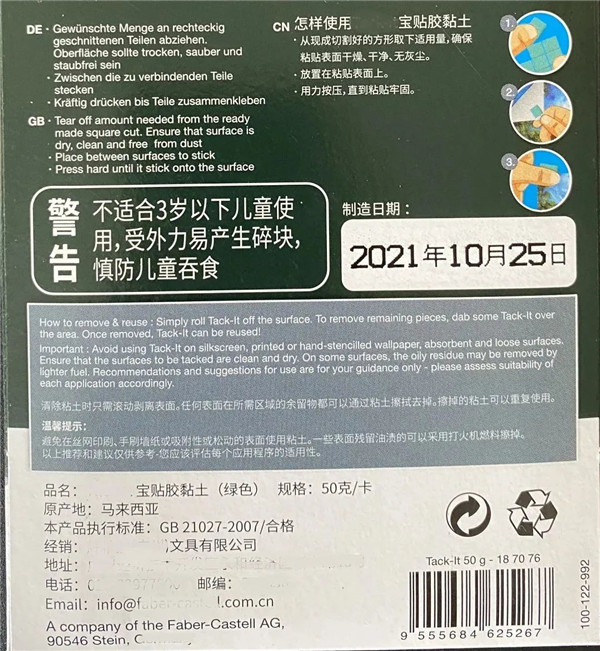 DE · Gewünschte Menge an rechteckig
geschnittenen Teilen abziehen.
Oberfläche sollte trocken, sauber und
staubfrei sein
· Zwischen die zu verbindenden Teile
stecken
· Kräftig drücken bis Teile zusammenkleben
GB · Tear off amount needed from the ready
made square cut. Ensure that surface is
dry, clean and free from dust
· Place between surfaces to stick
· Press hard until it stick onto the surface
CN 怎样使用 宝贴胶黏土
· 从现成切割好的方形取下适用量,确保
粘贴表面干燥、干净、无灰尘。
· 放置在粘贴表面上。
· 用力按压,直到粘贴牢固。
1.
2.
3.
警告
不适合3岁以下儿童使
用,受外力易产生碎块,
慎防儿童吞食
制造日期:
2021年10月25日
How to remove & reuse : Simply roll Tack-It off the surface. To remove remaining pieces, dab some Tack-It over
the area. Once removed, Tack-It can be reused!
Important : Avoid using Tack-It on silkscreen, printed or hand-stencilled wallpaper, absorbent and loose surfaces.
Ensure that the surfaces to be tacked are clean and dry. On some surfaces, the oily residue may be removed by
lighter fuel. Recommendations and suggestions for use are for your guidance only - please assess suitability of
each application accordingly.
清除粘土时只需滚动剥离表面。任何表面在所需区域的余留物都可以通过粘土擦拭去掉。擦掉的粘土可以重复使用。
温馨提示:
避免在丝网印刷、手刷墙纸或吸附性或松动的表面使用粘土。一些表面残留油渍的可以采用打火机燃料擦掉。
以上推荐和建议仅供参考-您应该评估每个应用程序的适用性。
品名: 宝贴胶黏土(绿色) 规格:50克/卡
原产地:马来西亚
本产品执行标准:GB 21027-2007/合格
经销: 文具有限公司
地址:
电话: 邮编:
Email: info@faber-castell.com.cn
A company of the Faber-Castell AG,
90546 Stein,
Tack-It 50 g - 18 70 76
9 555684 625267
100-122-992